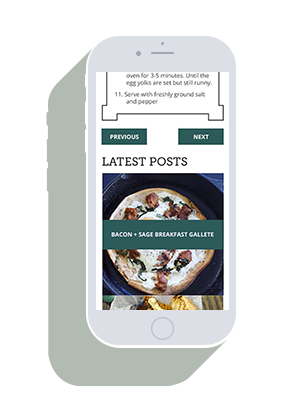 oven for 3-5 minutes. Until the
egg yolks are set but still runny.
11. Serve with freshly ground salt
and pepper
PREVIOUS NEXT
LATEST POSTS
BACON + SAGE BREAKFAST GALLETE